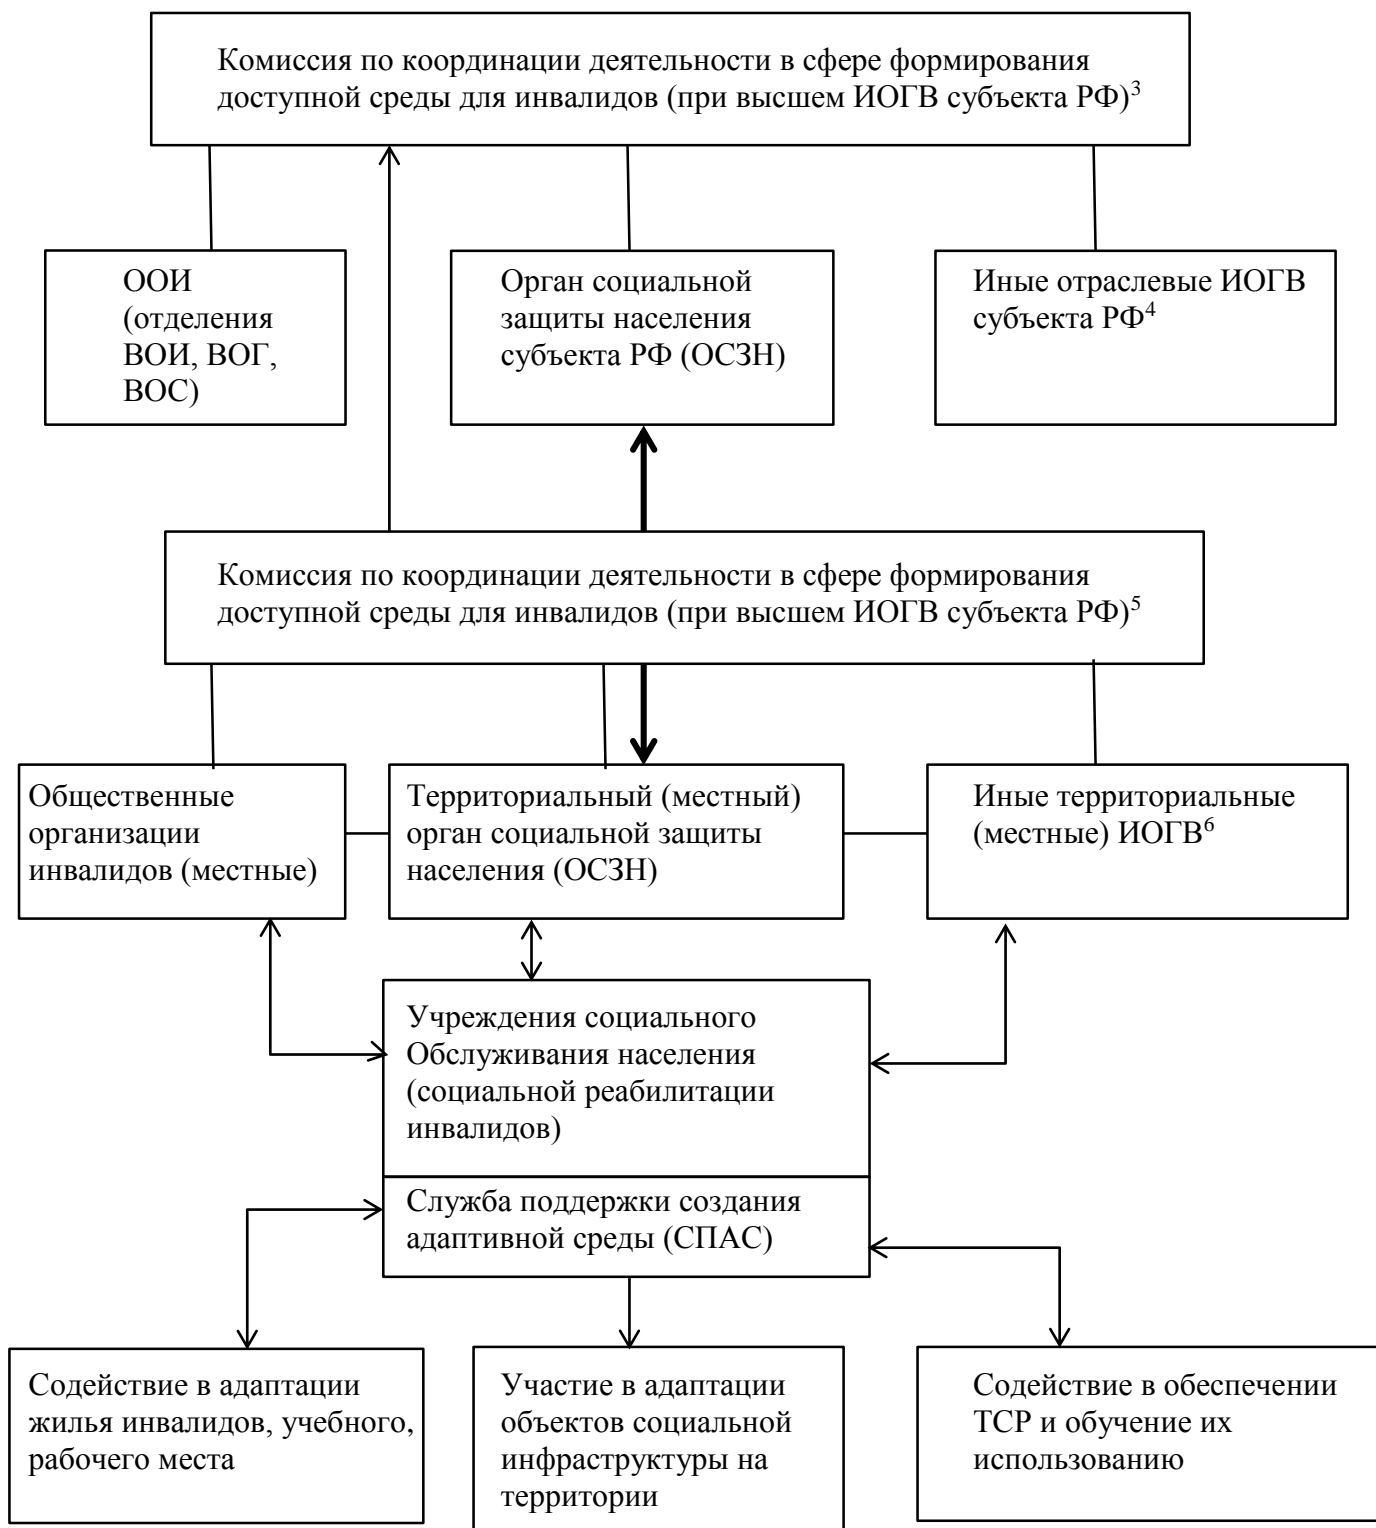 Комиссия по координации деятельности в сфере формирования
доступной среды для инвалидов (при высшем ИОГВ субъекта РФ)³
ООИ
(отделения
ВОИ, ВОГ,
ВОС)
Орган социальной
защиты населения
субъекта РФ (ОСЗН)
Иные отраслевые ИОГВ
субъекта РФ⁴
Комиссия по координации деятельности в сфере формирования
доступной среды для инвалидов (при высшем ИОГВ субъекта РФ)⁵
Общественные
организации
инвалидов (местные)
Территориальный (местный)
орган социальной защиты
населения (ОСЗН)
Иные территориальные
(местные) ИОГВ⁶
Учреждения социального
Обслуживания населения
(социальной реабилитации
инвалидов)
Служба поддержки создания
адаптивной среды (СПАС)
Содействие в адаптации
жилья инвалидов, учебного,
рабочего места
Участие в адаптации
объектов социальной
инфраструктуры на
территории
Содействие в обеспечении
ТСР и обучение их
использованию